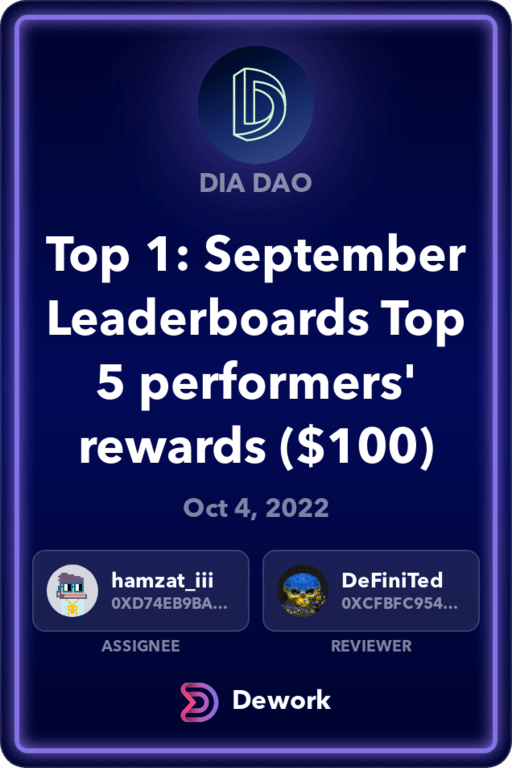 DIA DAO
Top 1: September
Leaderboards Top
5 performers'
rewards ($100)
Oct 4, 2022
hamzat_iii
0XD74EB9BA...
DeFiniTed
0XCFBFC954...
ASSIGNEE
REVIEWER
Dework